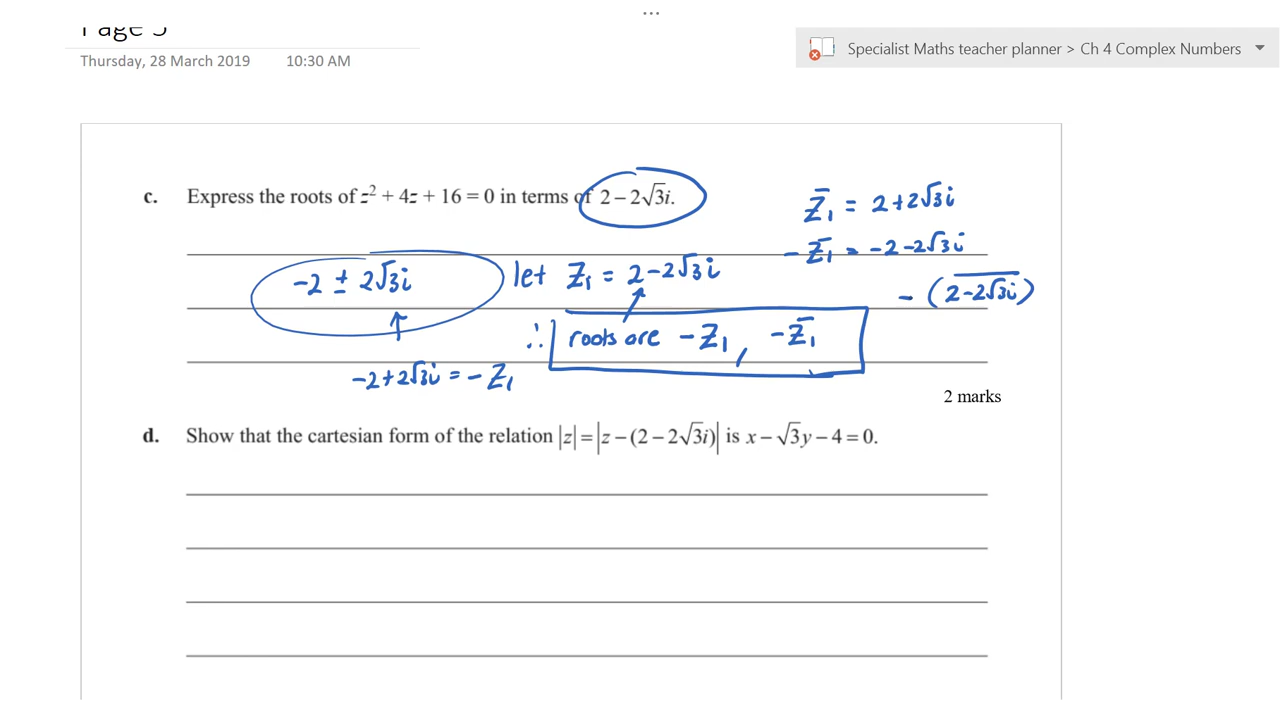 ...
Page 5
Thursday, 28 March 2019 10:30 AM
Specialist Maths teacher planner > Ch 4 Complex Numbers
c. Express the roots of z² + 4z + 16 = 0 in terms of 2 − 2√3i.
z̄₁ = 2+2√3i
− z̄₁ = −2 −2√3i
−2 ± 2√3i
let z₁ = 2−2√3i
− (2−2√3i)̅
∴ roots are −z₁, −z̄₁
−2+2√3i = − z₁
2 marks
d. Show that the cartesian form of the relation |z| = |z − (2 − 2√3i)| is x − √3y − 4 = 0.